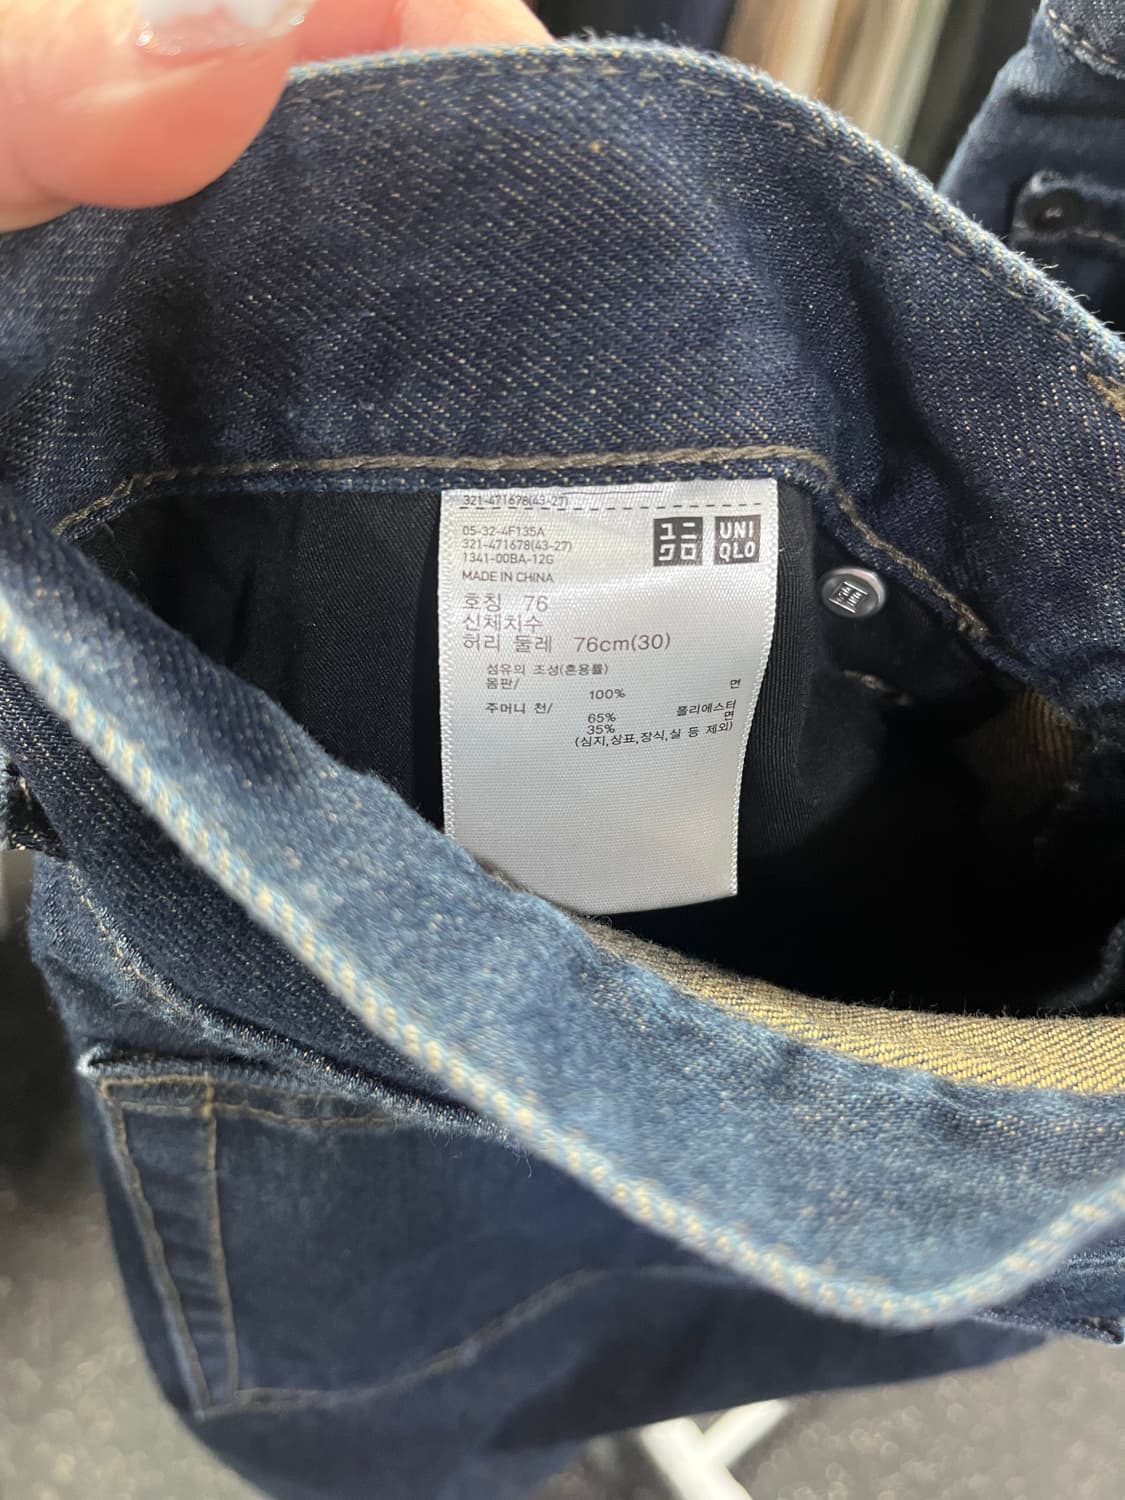 321-471678(43-27)
05-32-4F135A
321-471678(43-27)
1341-00BA-12G
MADE IN CHINA
ユニ
クロ
UNI
QLO
호칭 76
신체치수
허리 둘레 76cm(30)
섬유의 조성(혼용률)
몸판/
100% 면
주머니 천/
65% 폴리에스터
35% 면
(심지,상표,장식,실 등 제외)